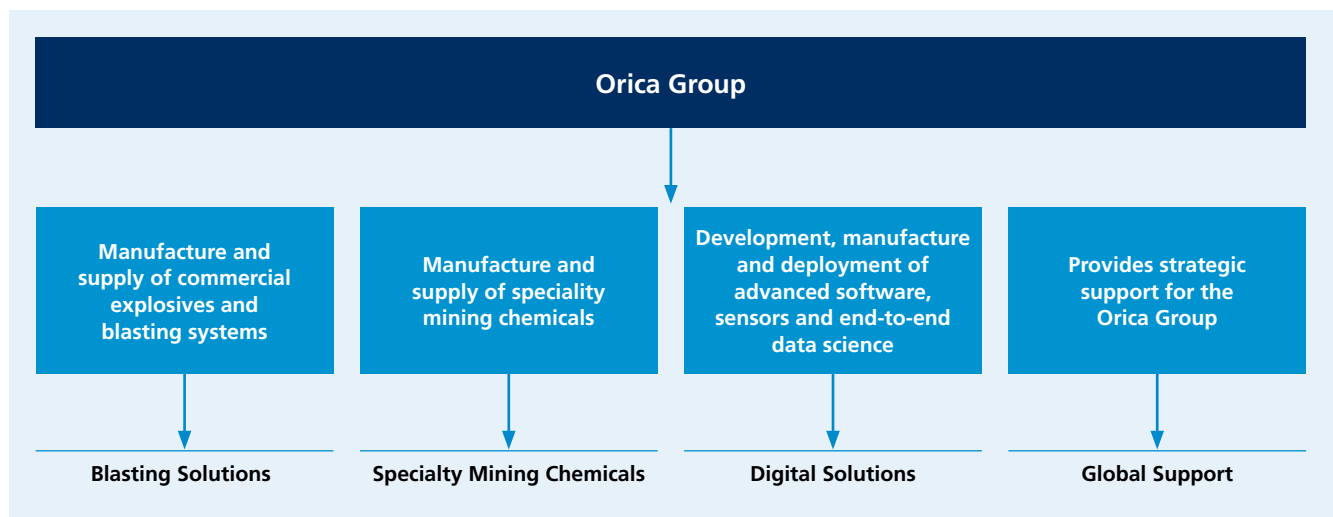 Orica Group
Manufacture and
supply of commercial
explosives and
blasting systems
Manufacture and
supply of speciality
mining chemicals
Development, manufacture
and deployment of
advanced software,
sensors and end-to-end
data science
Provides strategic
support for the
Orica Group
Blasting Solutions
Specialty Mining Chemicals
Digital Solutions
Global Support